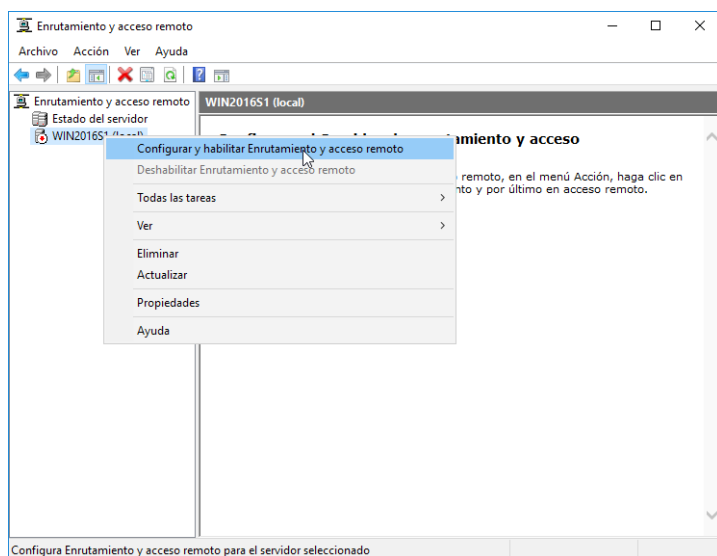 Enrutamiento y acceso remoto
Archivo Acción Ver Ayuda
Enrutamiento y acceso remoto
Estado del servidor
WIN2016S1 (local)
WIN2016S1 (local)
miento y acceso
remoto, en el menú Acción, haga clic en
nto y por último en acceso remoto.
Configurar y habilitar Enrutamiento y acceso remoto
Deshabilitar Enrutamiento y acceso remoto
Todas las tareas
Ver
Eliminar
Actualizar
Propiedades
Ayuda
Configura Enrutamiento y acceso remoto para el servidor seleccionado